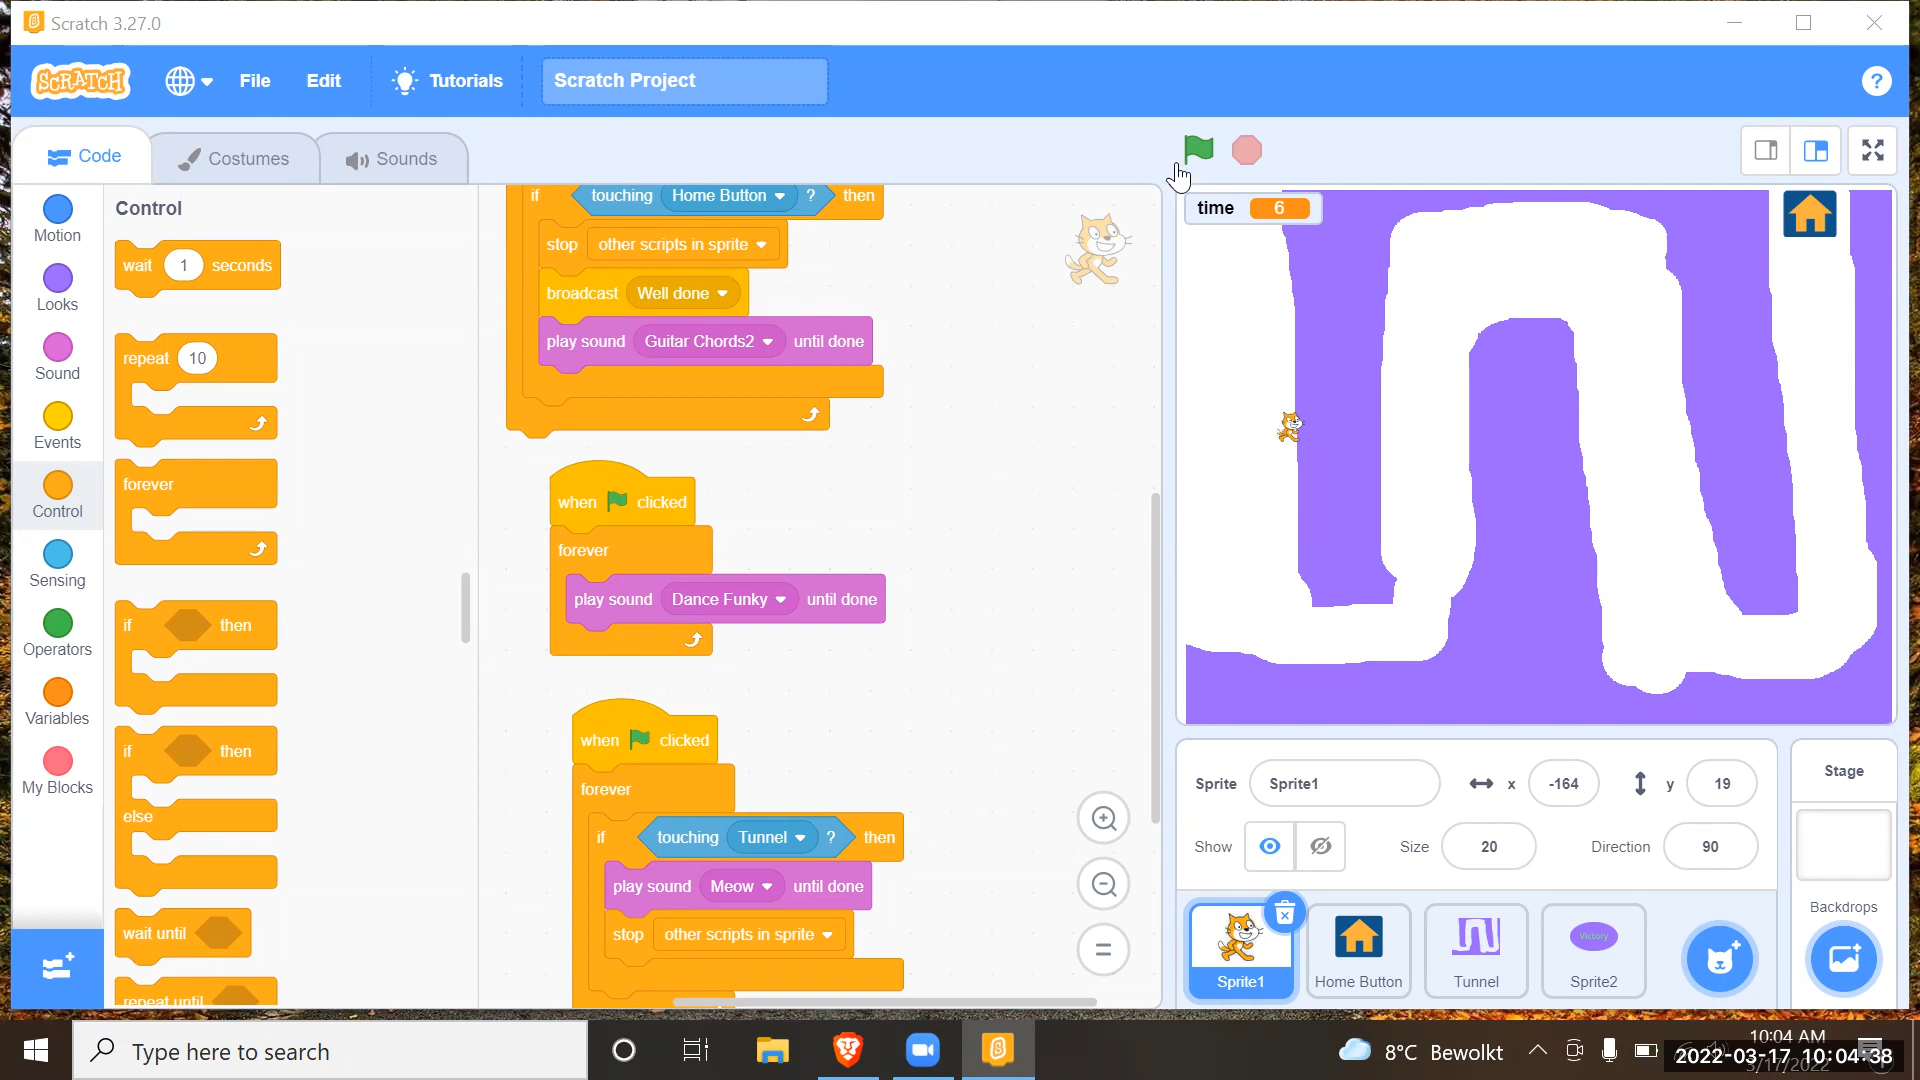 Scratch 3.27.0
SCRATCH
File
Edit
Tutorials
Scratch Project
?
Code
Costumes
Sounds
Motion
Looks
Sound
Events
Control
Sensing
Operators
Variables
My Blocks
Control
wait 1 seconds
repeat 10
forever
if then
if then
else
wait until
repeat until
if touching Home Button ? then
stop other scripts in sprite
broadcast Well done
play sound Guitar Chords2 until done
when clicked
forever
play sound Dance Funky until done
when clicked
forever
if touching Tunnel ? then
play sound Meow until done
stop other scripts in sprite
time 6
Sprite Sprite1 x -164 y 19
Show Size 20 Direction 90
Sprite1
Home Button
Tunnel
Victory
Sprite2
Stage
Backdrops
Type here to search
8°C Bewolkt
10:04 AM
3/17/2022
2022-03-17 10:04:38